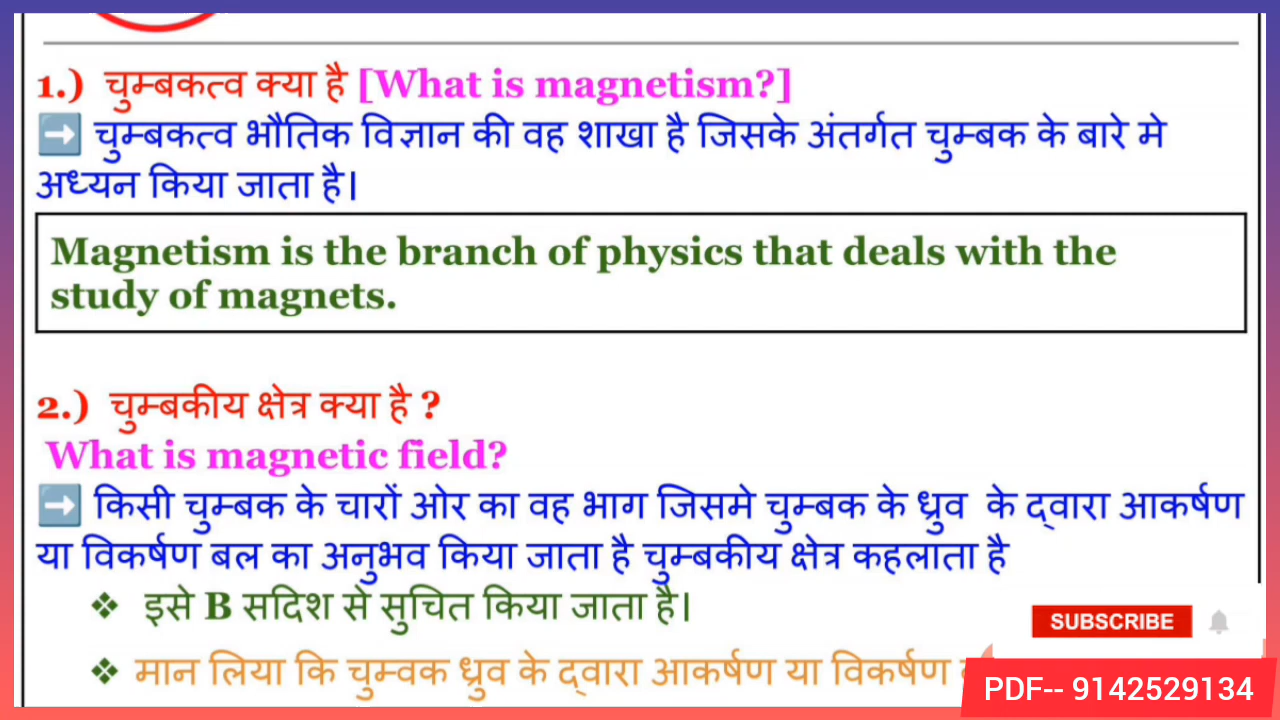 1.) चुम्बकत्व क्या है [What is magnetism?]
➡ चुम्बकत्व भौतिक विज्ञान की वह शाखा है जिसके अंतर्गत चुम्बक के बारे मे
अध्यन किया जाता है।
Magnetism is the branch of physics that deals with the
study of magnets.
2.) चुम्बकीय क्षेत्र क्या है ?
What is magnetic field?
➡ किसी चुम्बक के चारों ओर का वह भाग जिसमे चुम्बक के ध्रुव के द्वारा आकर्षण
या विकर्षण बल का अनुभव किया जाता है चुम्बकीय क्षेत्र कहलाता है
❖ इसे B सदिश से सुचित किया जाता है।
SUBSCRIBE
❖ मान लिया कि चुम्वक ध्रुव के द्वारा आकर्षण या विकर्षण
PDF-- 9142529134